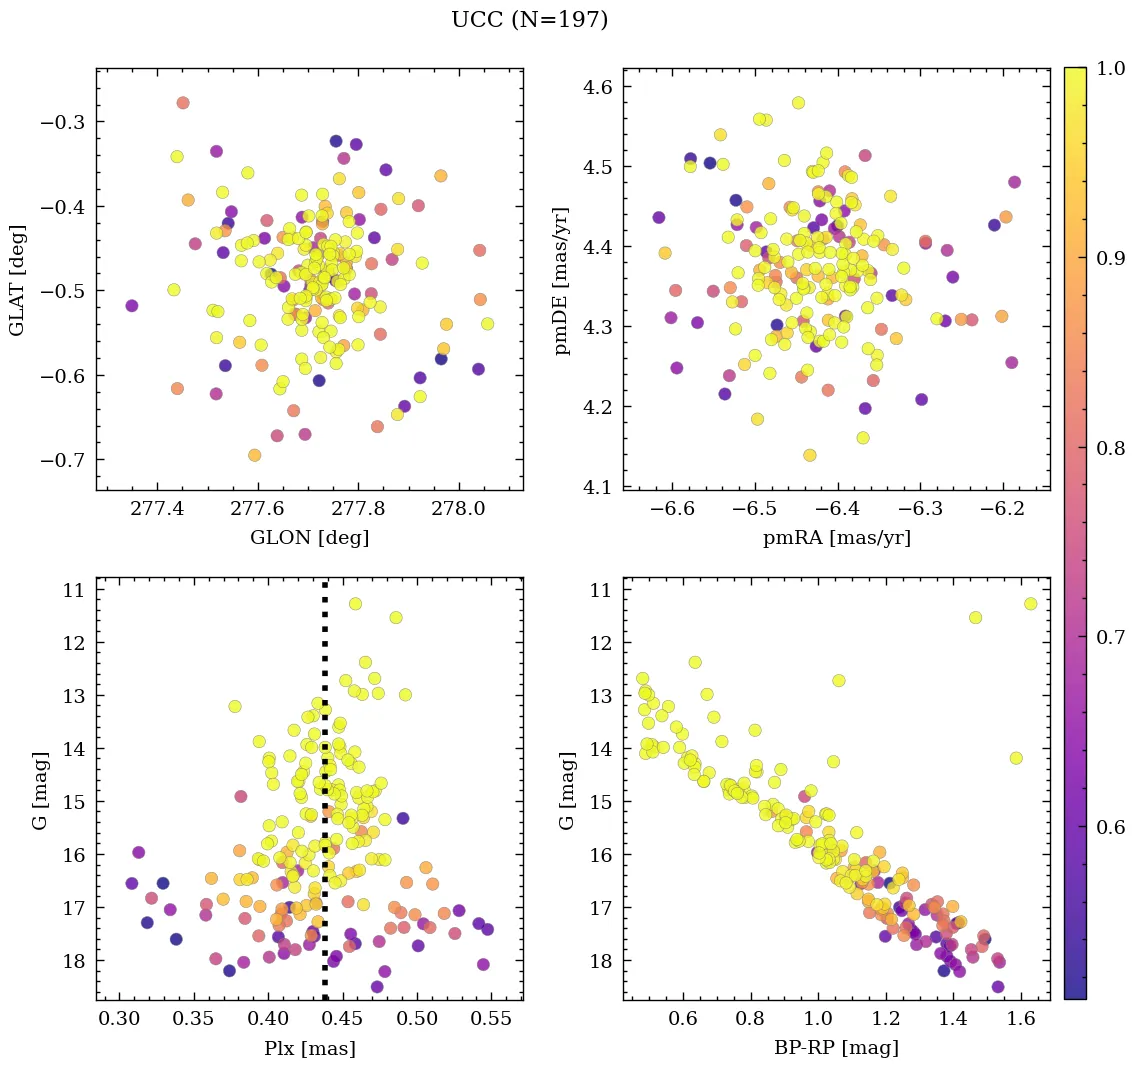 UCC (N=197)
−0.3
−0.4
−0.5
−0.6
−0.7
GLAT [deg]
277.4 277.6 277.8 278.0
GLON [deg]
4.6
4.5
4.4
4.3
4.2
4.1
pmDE [mas/yr]
−6.6 −6.5 −6.4 −6.3 −6.2
pmRA [mas/yr]
1.0
0.9
0.8
0.7
0.6
11
12
13
14
15
16
17
18
G [mag]
0.30 0.35 0.40 0.45 0.50 0.55
Plx [mas]
11
12
13
14
15
16
17
18
G [mag]
0.6 0.8 1.0 1.2 1.4 1.6
BP-RP [mag]